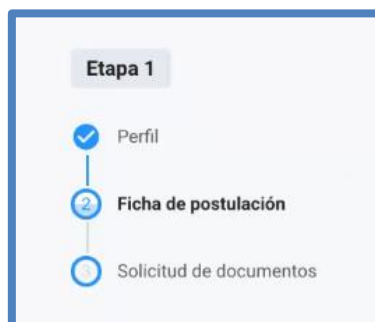 Etapa 1
Perfil
2 Ficha de postulación
3 Solicitud de documentos